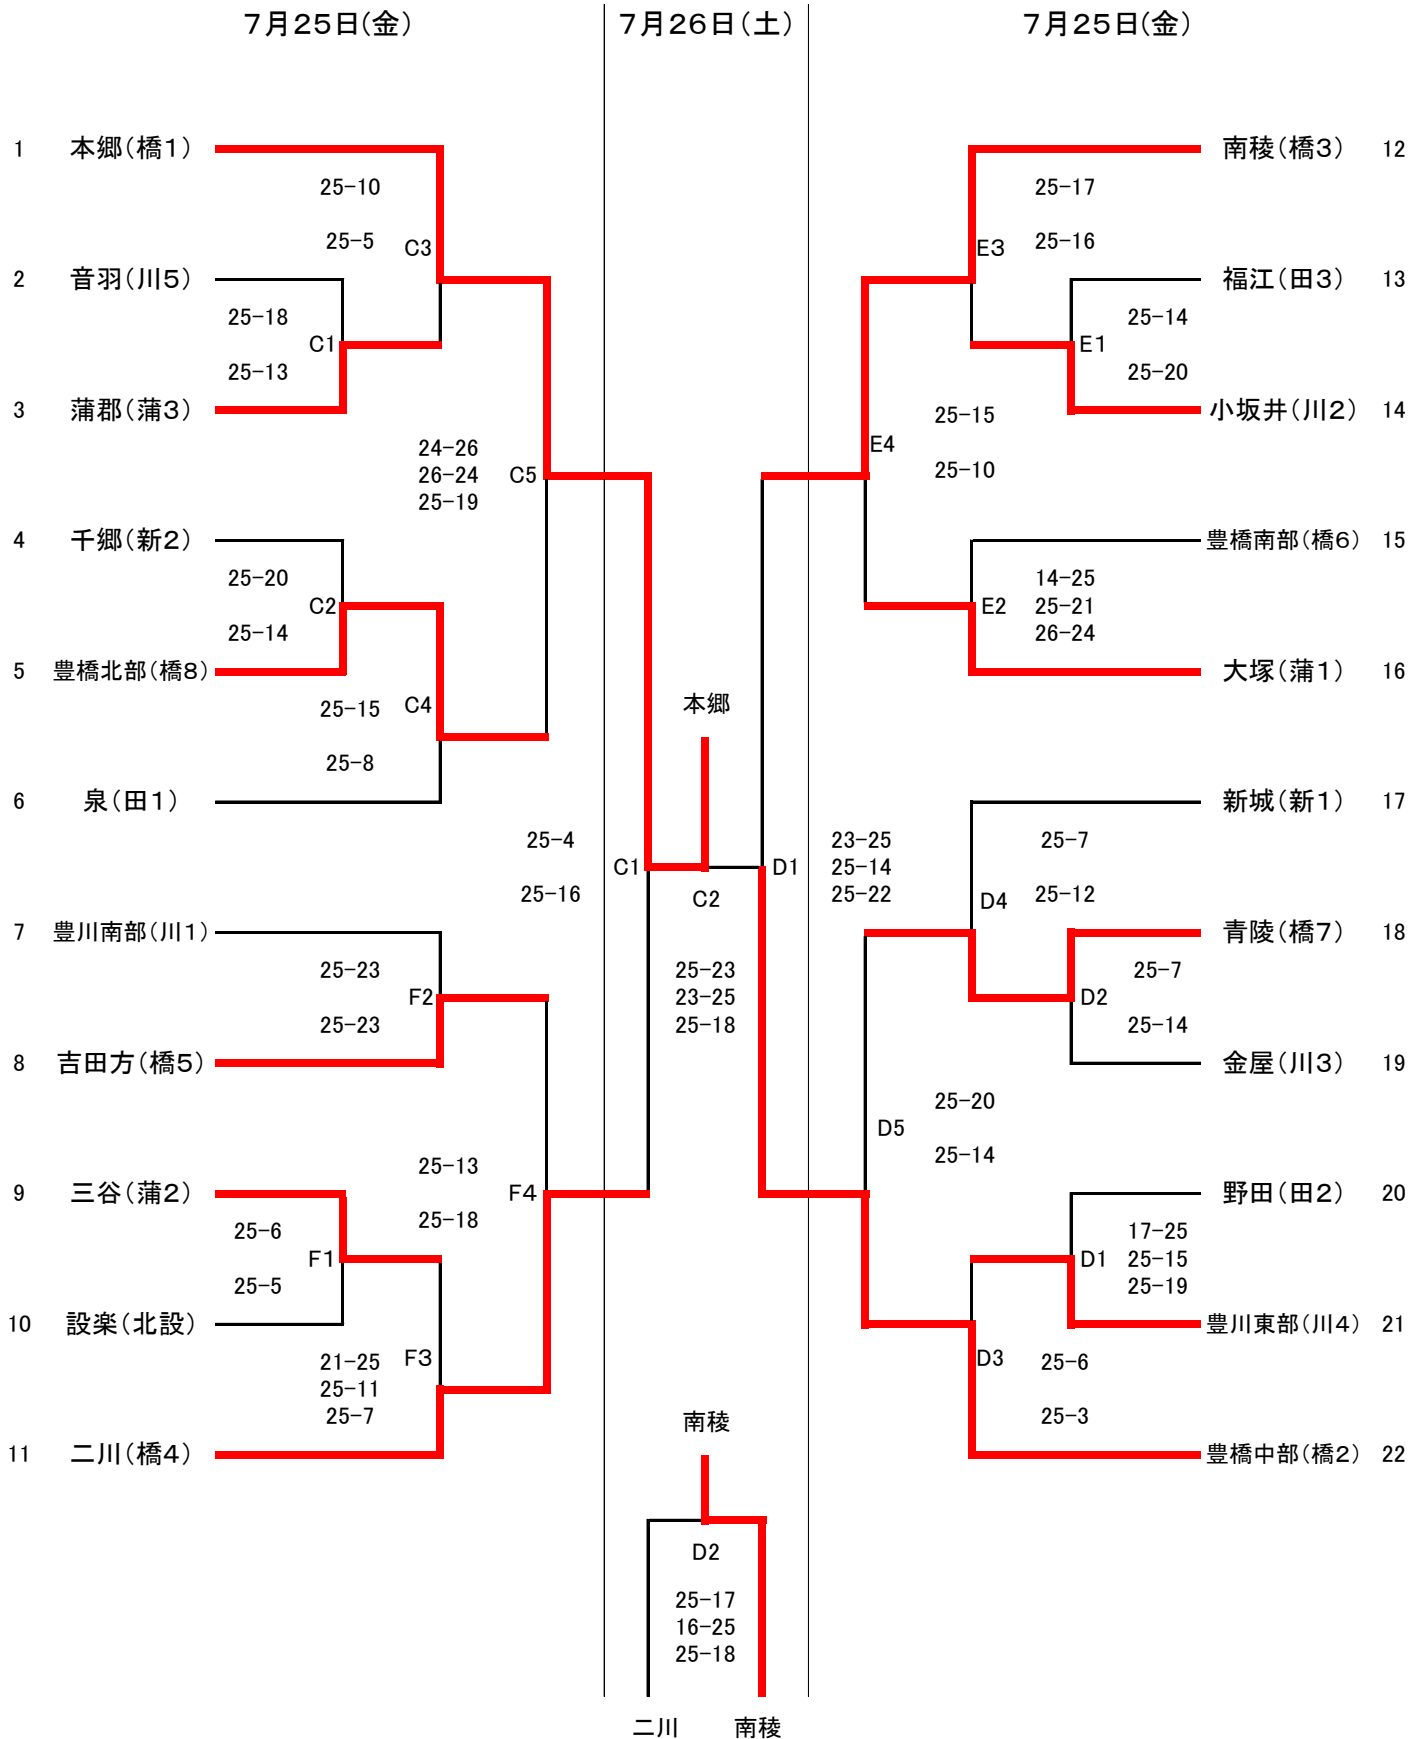 7月25日(金)
7月26日(土)
7月25日(金)
1 本郷(橋1)
25-10
25-5
C3
2 音羽(川5)
25-18
C1
25-13
3 蒲郡(蒲3)
24-26
26-24
25-19
C5
4 千郷(新2)
25-20
C2
25-14
5 豊橋北部(橋8)
25-15
C4
25-8
6 泉(田1)
25-4
25-16
7 豊川南部(川1)
25-23
F2
25-23
8 吉田方(橋5)
25-13
F4
25-18
9 三谷(蒲2)
25-6
F1
25-5
10 設楽(北設)
21-25
25-11
25-7
F3
11 二川(橋4)
本郷
C1
D1
C2
25-23
23-25
25-18
南稜
D2
25-17
16-25
25-18
二川 南稜
南稜(橋3) 12
25-17
E3
25-16
福江(田3) 13
25-14
E1
25-20
小坂井(川2) 14
25-15
E4
25-10
豊橋南部(橋6) 15
14-25
E2
25-21
26-24
大塚(蒲1) 16
新城(新1) 17
23-25
25-14
25-22
25-7
D4
25-12
青陵(橋7) 18
25-7
D2
25-14
金屋(川3) 19
25-20
D5
25-14
野田(田2) 20
17-25
D1
25-15
25-19
豊川東部(川4) 21
D3
25-6
25-3
豊橋中部(橋2) 22